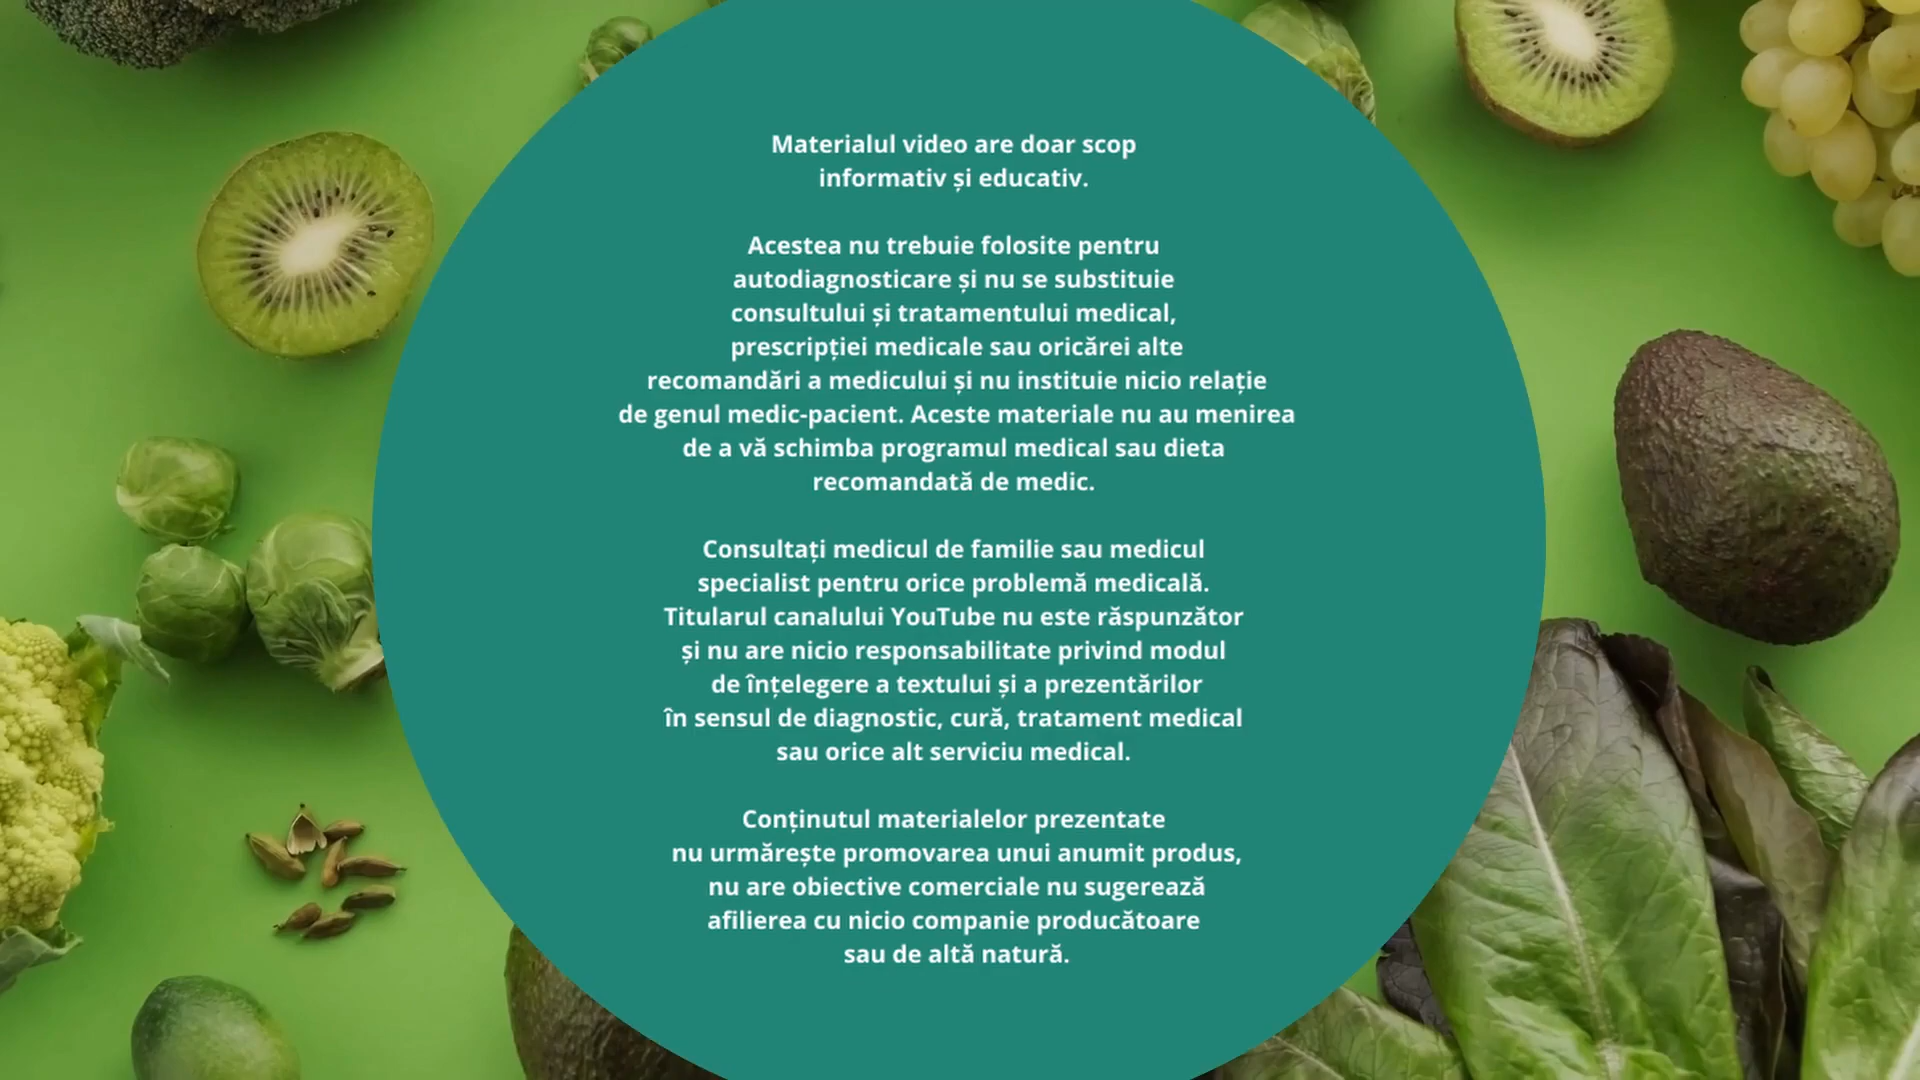 Materialul video are doar scop
informativ și educativ.
Acestea nu trebuie folosite pentru
autodiagnosticare și nu se substituie
consultului și tratamentului medical,
prescripției medicale sau oricărei alte
recomandări a medicului și nu instituie nicio relație
de genul medic-pacient. Aceste materiale nu au menirea
de a vă schimba programul medical sau dieta
recomandată de medic.
Consultați medicul de familie sau medicul
specialist pentru orice problemă medicală.
Titularul canalului YouTube nu este răspunzător
și nu are nicio responsabilitate privind modul
de înțelegere a textului și a prezentărilor
în sensul de diagnostic, cură, tratament medical
sau orice alt serviciu medical.
Conținutul materialelor prezentate
nu urmărește promovarea unui anumit produs,
nu are obiective comerciale nu sugerează
afilierea cu nicio companie producătoare
sau de altă natură.